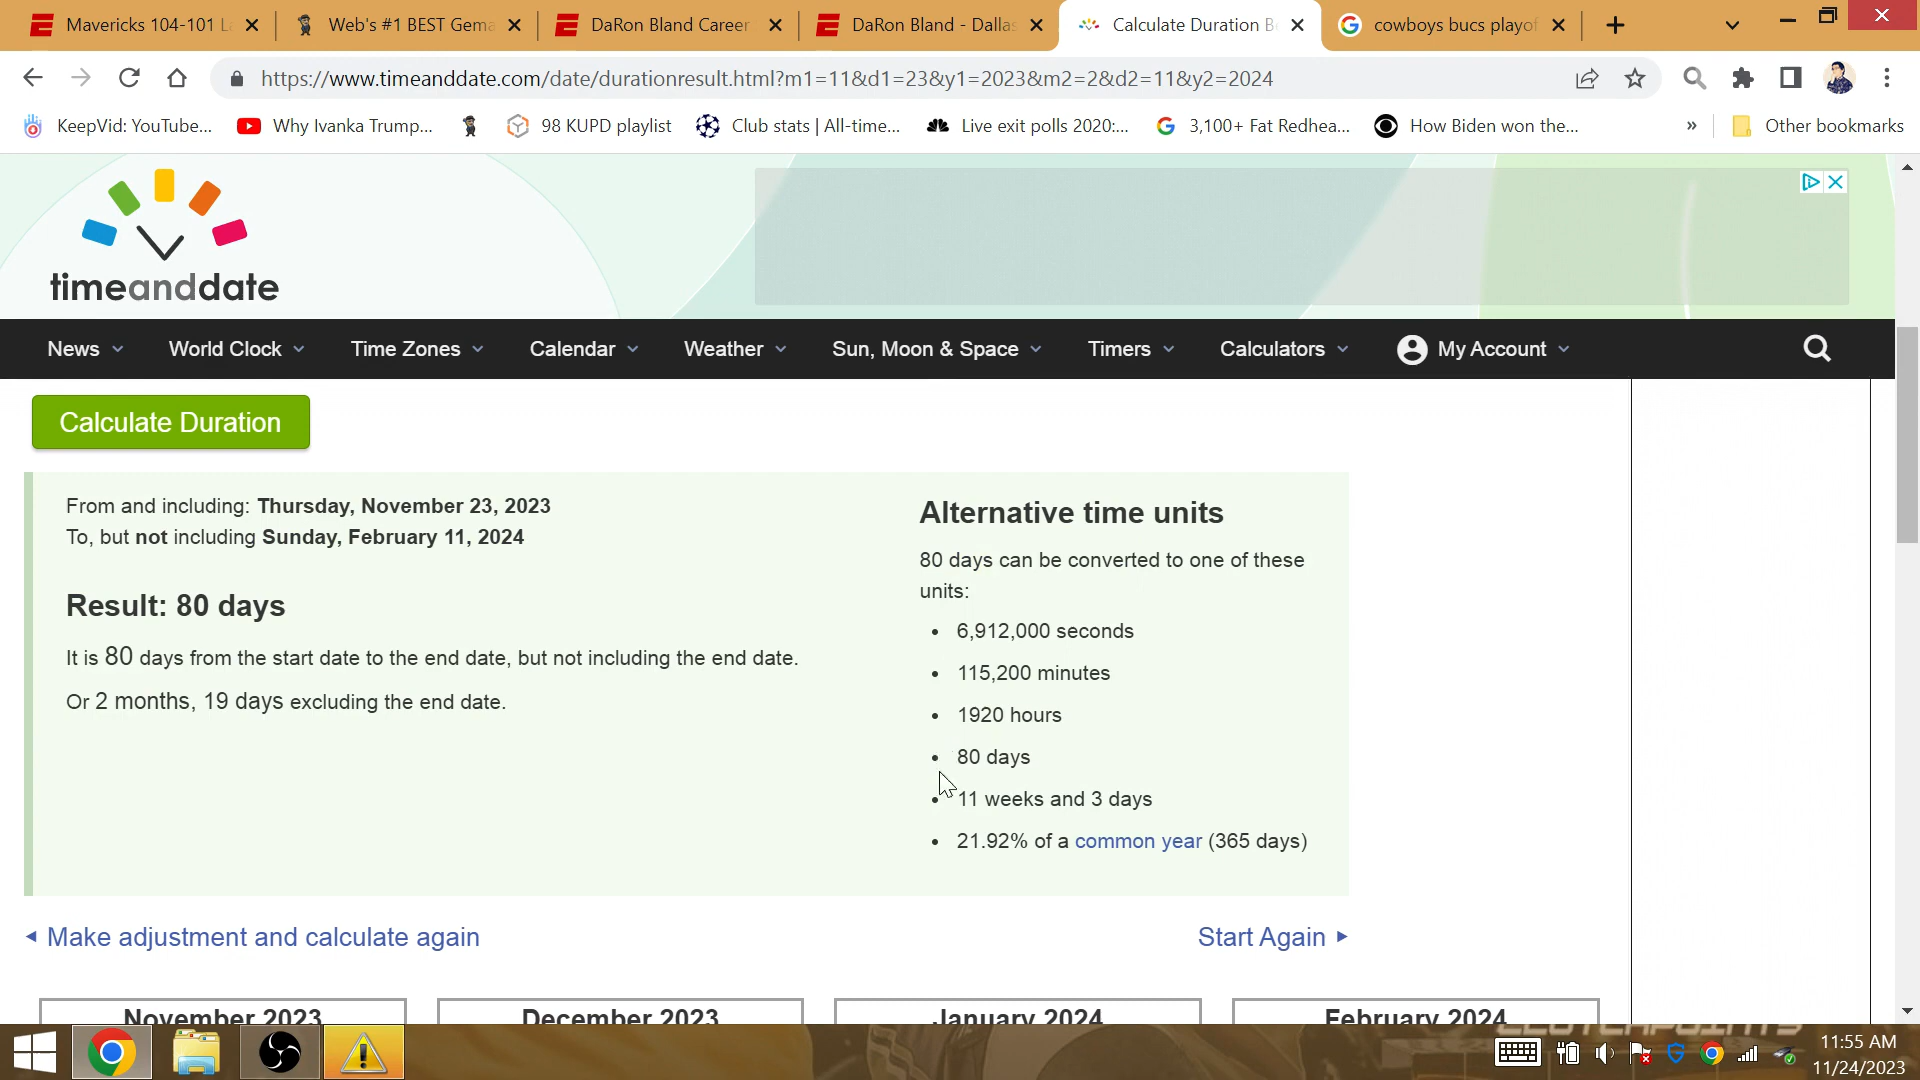 Mavericks 104-101 L
Web's #1 BEST Gema
DaRon Bland Career
DaRon Bland - Dallas
Calculate Duration B
cowboys bucs playof
https://www.timeanddate.com/date/durationresult.html?m1=11&d1=23&y1=2023&m2=2&d2=11&y2=2024
KeepVid: YouTube...
Why Ivanka Trump...
98 KUPD playlist
Club stats | All-time...
Live exit polls 2020:...
3,100+ Fat Redhea...
How Biden won the...
»
Other bookmarks
timeanddate
News
World Clock
Time Zones
Calendar
Weather
Sun, Moon & Space
Timers
Calculators
My Account
Calculate Duration
From and including: Thursday, November 23, 2023
To, but not including Sunday, February 11, 2024
Result: 80 days
It is 80 days from the start date to the end date, but not including the end date.
Or 2 months, 19 days excluding the end date.
Alternative time units
80 days can be converted to one of these
units:
• 6,912,000 seconds
• 115,200 minutes
• 1920 hours
• 80 days
• 11 weeks and 3 days
• 21.92% of a common year (365 days)
Make adjustment and calculate again
Start Again
November 2023
December 2023
January 2024
February 2024
CLUTCHPOINTS
11:55 AM
11/24/2023